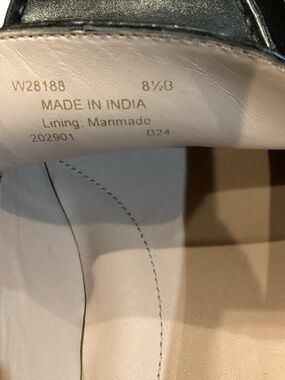 W28188 8½B
MADE IN INDIA
Lining: Manmade
202901 B24